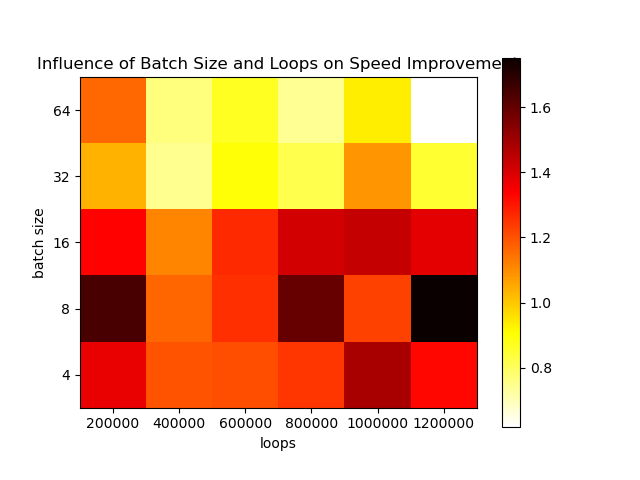 Influence of Batch Size and Loops on Speed Improveme
64
32
16
8
4
batch size
200000 400000 600000 800000 1000000 1200000
loops
1.6
1.4
1.2
1.0
0.8